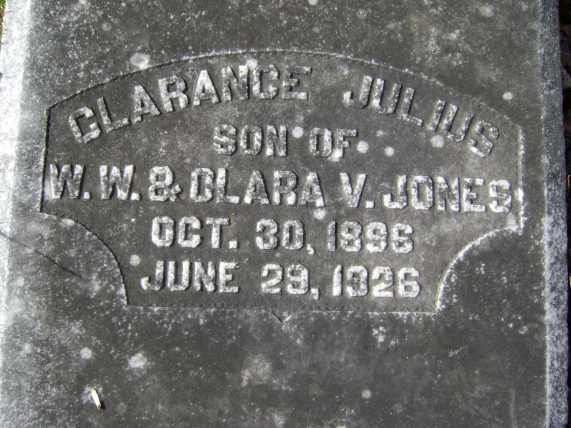 CLARANCE JULIUS
SON OF
W. W. & CLARA V. JONES
OCT. 30, 1896
JUNE 29, 1926